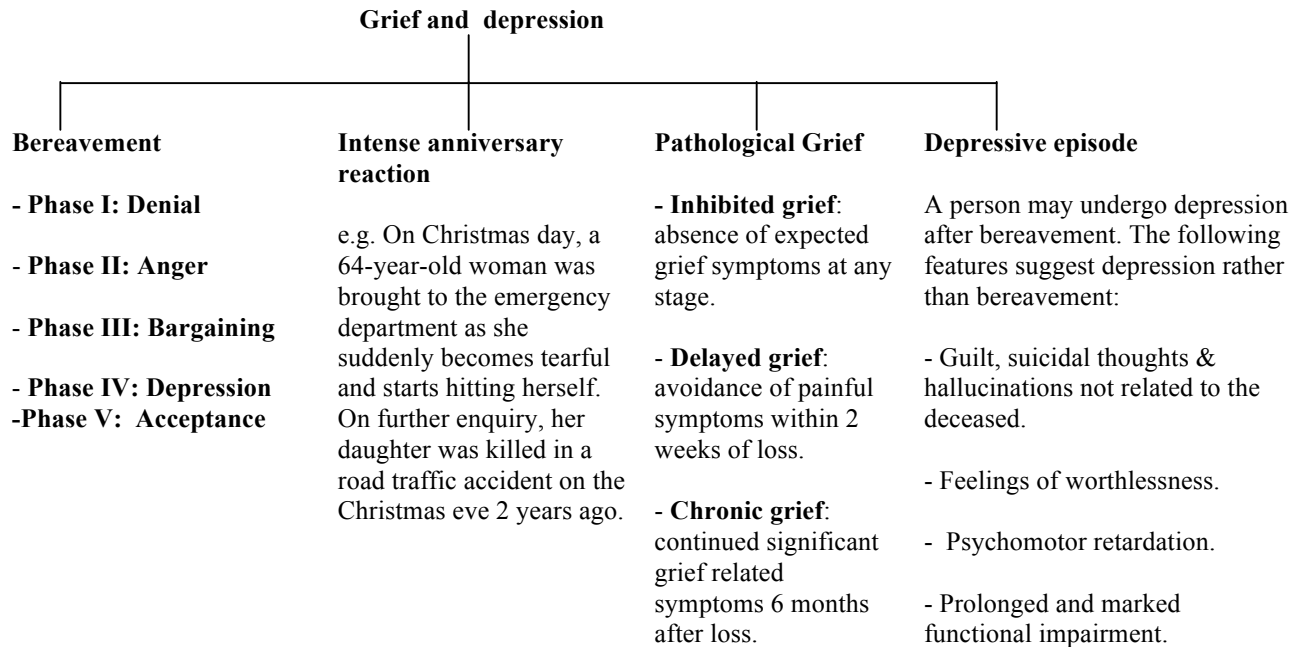 Grief and depression
Bereavement
- Phase I: Denial
- Phase II: Anger
- Phase III: Bargaining
- Phase IV: Depression
-Phase V: Acceptance
Intense anniversary
reaction
e.g. On Christmas day, a
64-year-old woman was
brought to the emergency
department as she
suddenly becomes tearful
and starts hitting herself.
On further enquiry, her
daughter was killed in a
road traffic accident on the
Christmas eve 2 years ago.
Pathological Grief
- Inhibited grief:
absence of expected
grief symptoms at any
stage.
- Delayed grief:
avoidance of painful
symptoms within 2
weeks of loss.
- Chronic grief:
continued significant
grief related
symptoms 6 months
after loss.
Depressive episode
A person may undergo depression
after bereavement. The following
features suggest depression rather
than bereavement:
- Guilt, suicidal thoughts &
hallucinations not related to the
deceased.
- Feelings of worthlessness.
- Psychomotor retardation.
- Prolonged and marked
functional impairment.